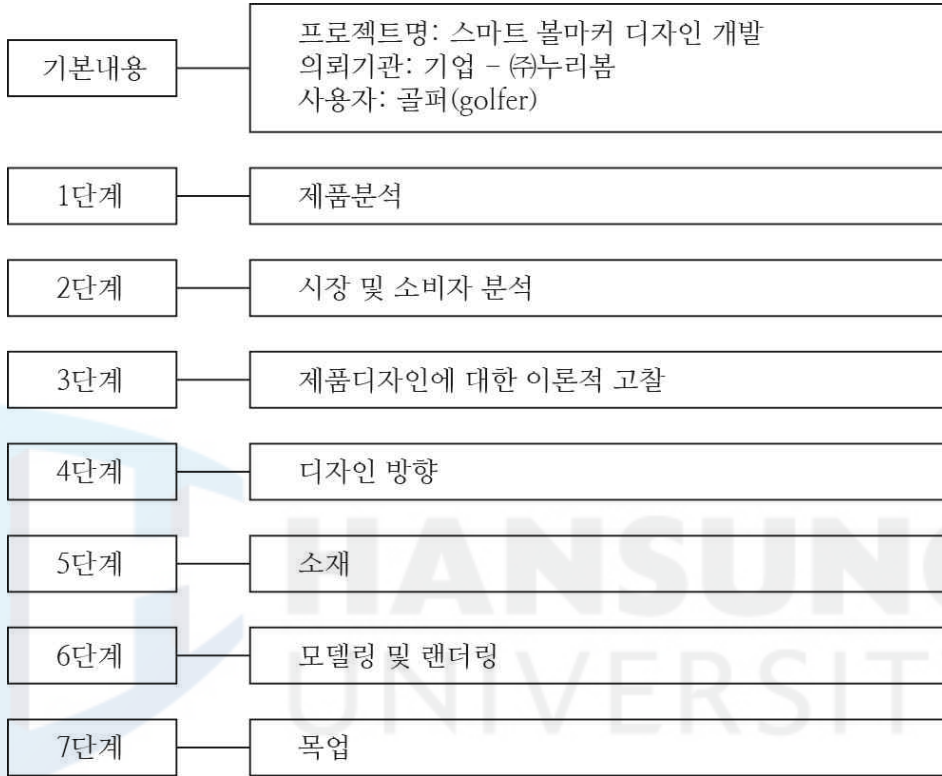 기본내용
프로젝트명: 스마트 볼마커 디자인 개발
의뢰기관: 기업 – ㈜누리봄
사용자: 골퍼(golfer)
1단계
제품분석
2단계
시장 및 소비자 분석
3단계
제품디자인에 대한 이론적 고찰
4단계
디자인 방향
5단계
소재
6단계
모델링 및 랜더링
7단계
목업
HANSUNG
UNIVERSIT